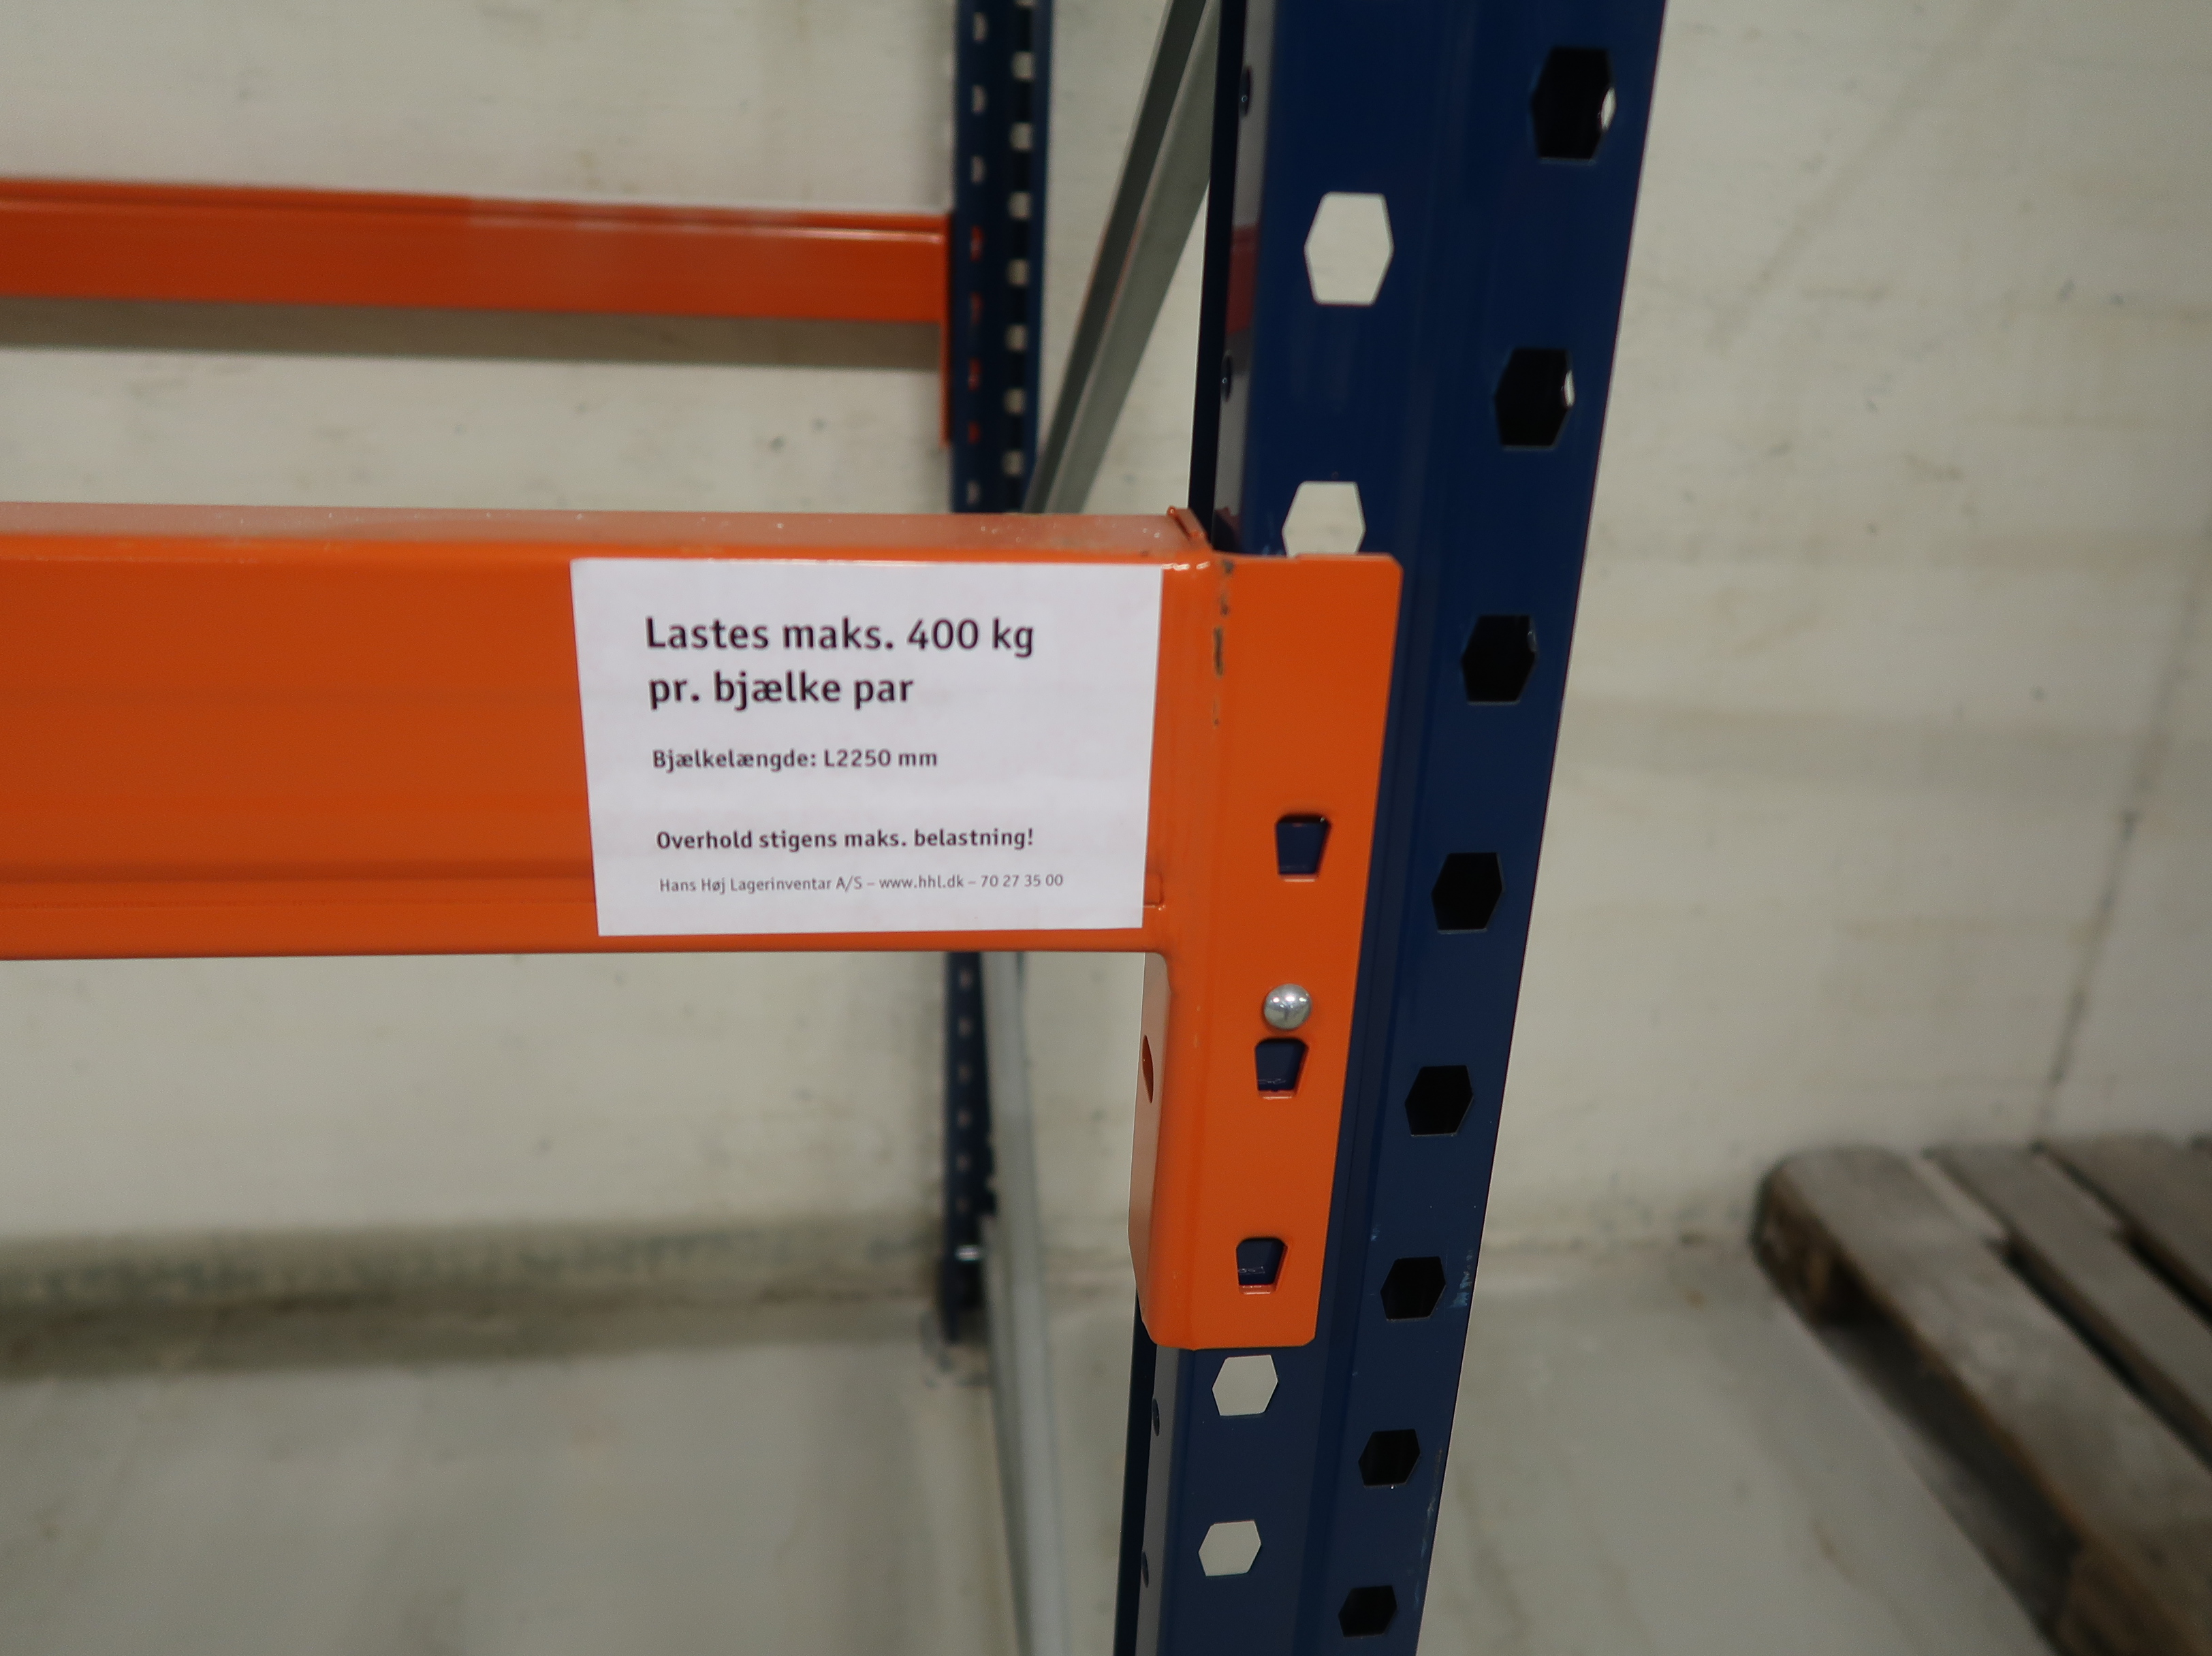 Lastes maks. 400 kg
pr. bjælke par
Bjælkelængde: L2250 mm
Overhold stigens maks. belastning!
Hans Høj Lagerinventar A/S – www.hhl.dk – 70 27 35 00